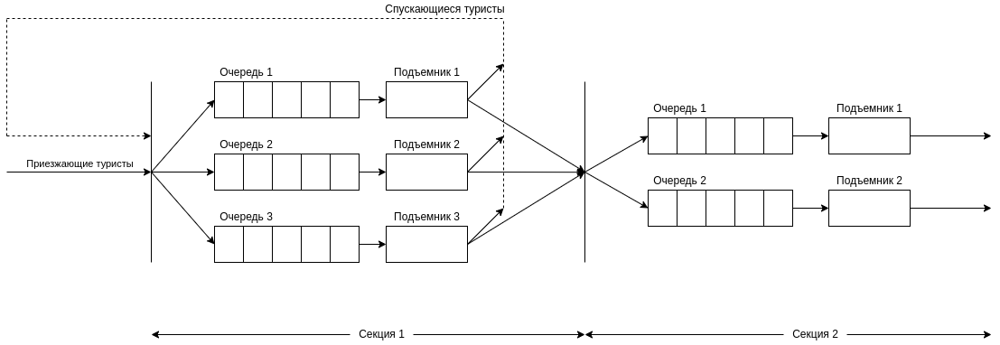 Спускающиеся туристы
Очередь 1
Подъемник 1
Очередь 1
Подъемник 1
Очередь 2
Подъемник 2
Приезжающие туристы
Очередь 2
Подъемник 2
Очередь 3
Подъемник 3
Секция 1
Секция 2